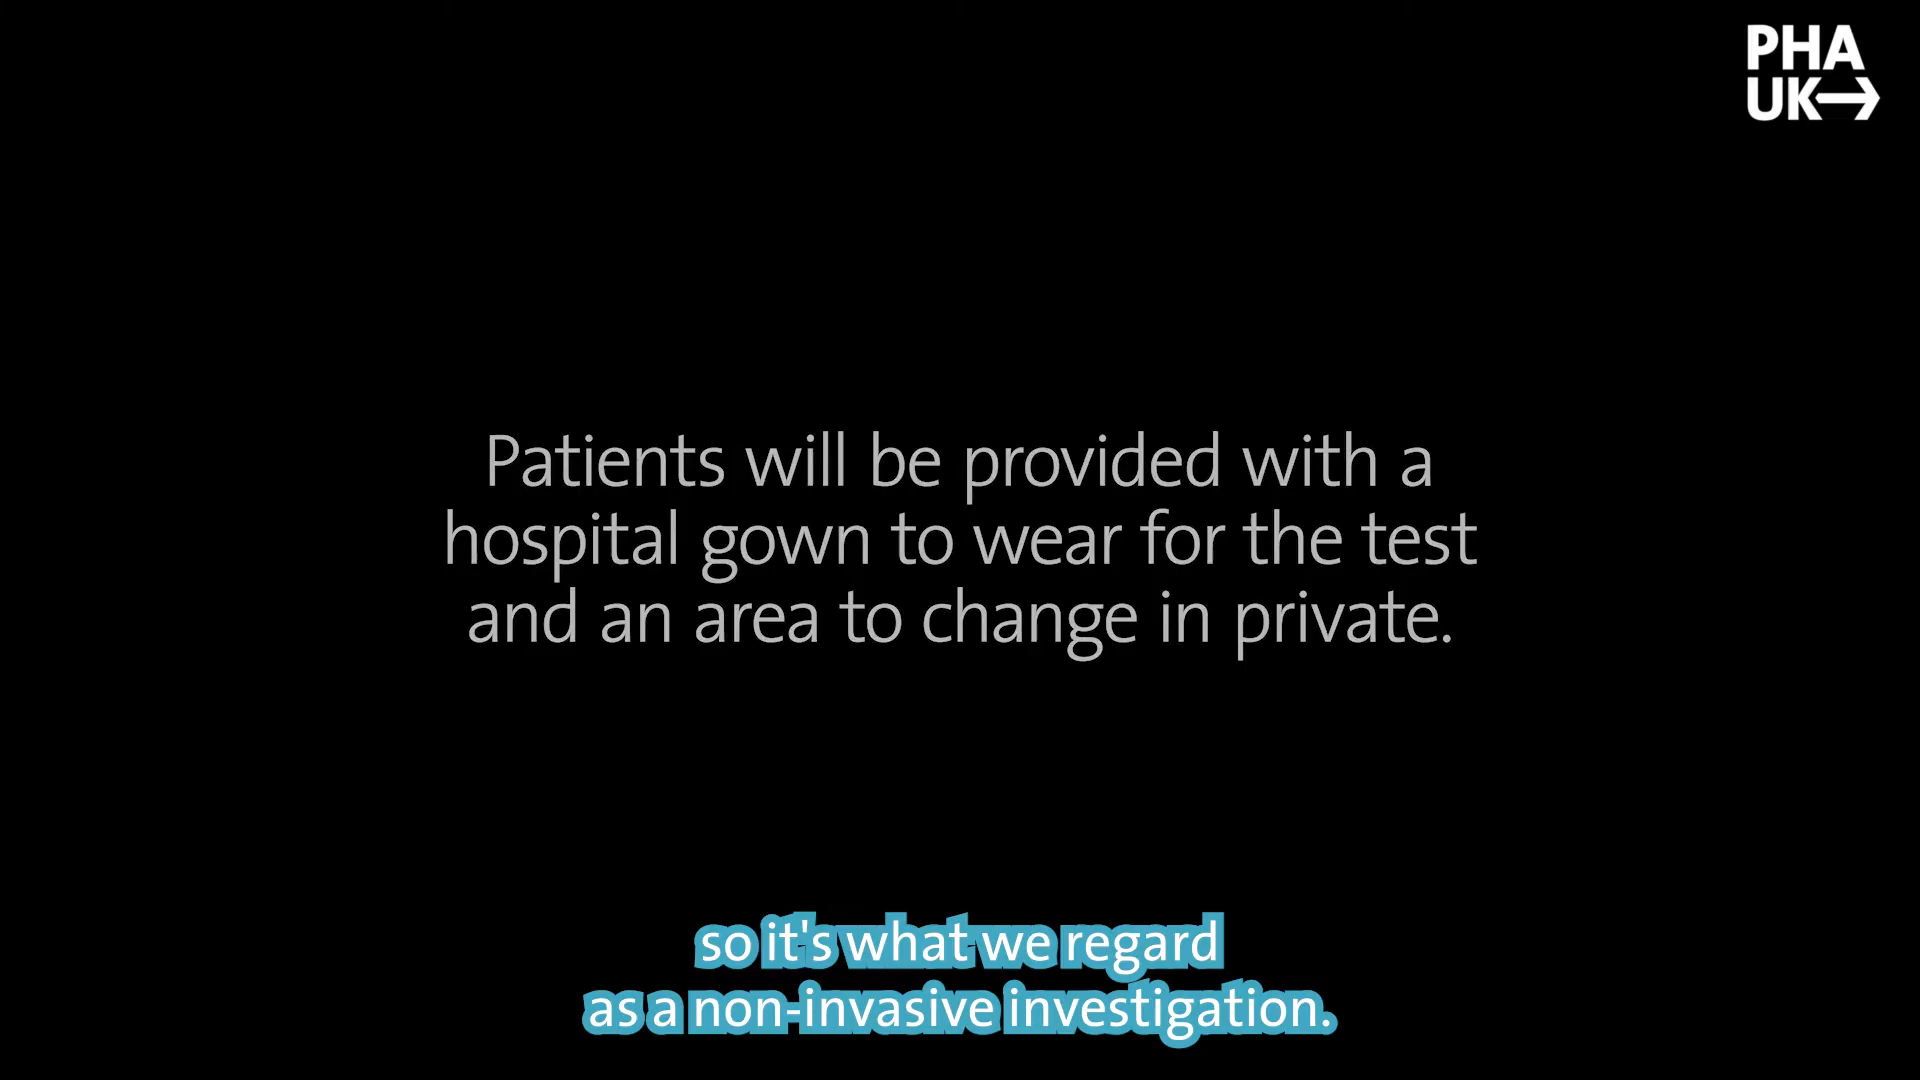 PHA
UK
Patients will be provided with a
hospital gown to wear for the test
and an area to change in private.
so it's what we regard
as a non-invasive investigation.